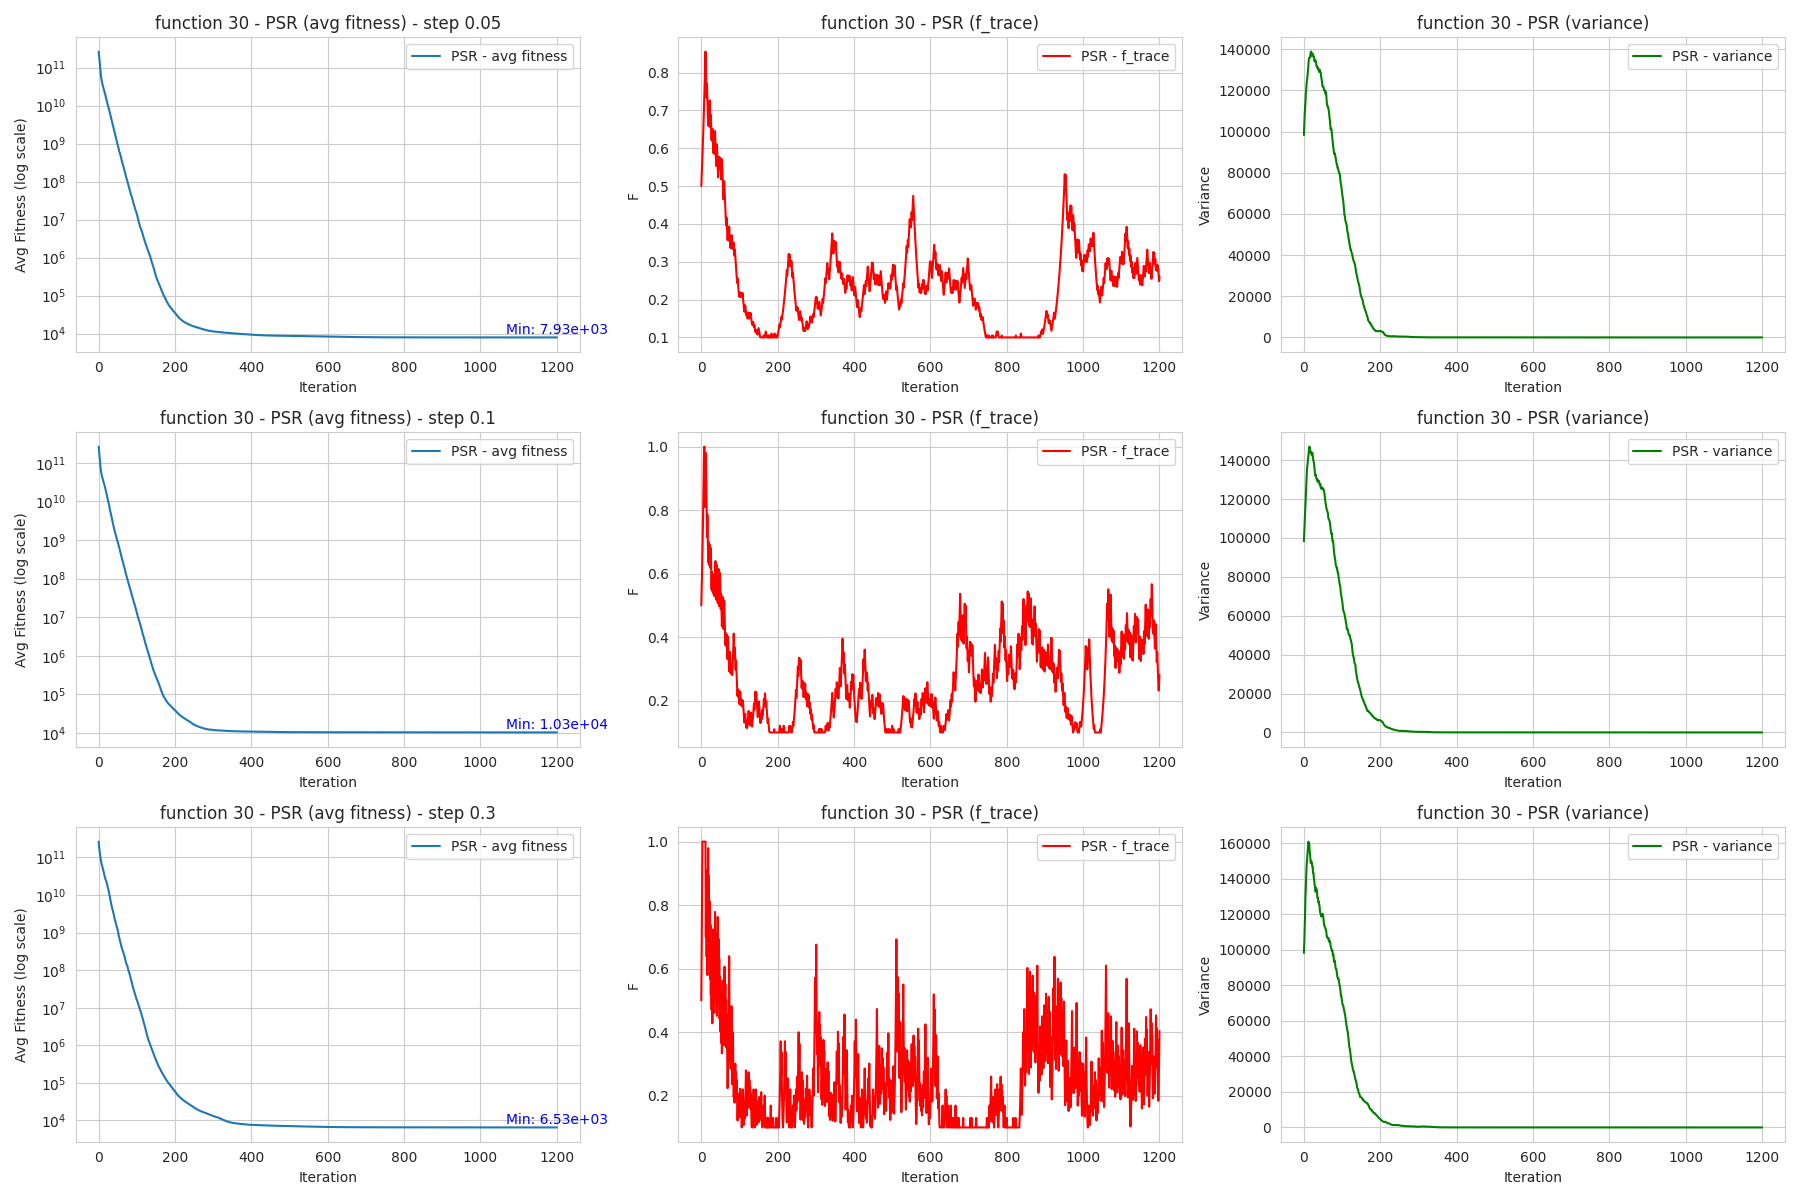 function 30 - PSR (avg fitness) - step 0.05
PSR - avg fitness
Avg Fitness (log scale)
10^11
10^10
10^9
10^8
10^7
10^6
10^5
10^4
Min: 7.93e+03
0 200 400 600 800 1000 1200
Iteration
function 30 - PSR (f_trace)
PSR - f_trace
F
0.8
0.7
0.6
0.5
0.4
0.3
0.2
0.1
0 200 400 600 800 1000 1200
Iteration
function 30 - PSR (variance)
PSR - variance
Variance
140000
120000
100000
80000
60000
40000
20000
0
0 200 400 600 800 1000 1200
Iteration
function 30 - PSR (avg fitness) - step 0.1
PSR - avg fitness
Avg Fitness (log scale)
10^11
10^10
10^9
10^8
10^7
10^6
10^5
10^4
Min: 1.03e+04
0 200 400 600 800 1000 1200
Iteration
function 30 - PSR (f_trace)
PSR - f_trace
F
1.0
0.8
0.6
0.4
0.2
0 200 400 600 800 1000 1200
Iteration
function 30 - PSR (variance)
PSR - variance
Variance
140000
120000
100000
80000
60000
40000
20000
0
0 200 400 600 800 1000 1200
Iteration
function 30 - PSR (avg fitness) - step 0.3
PSR - avg fitness
Avg Fitness (log scale)
10^11
10^10
10^9
10^8
10^7
10^6
10^5
10^4
Min: 6.53e+03
0 200 400 600 800 1000 1200
Iteration
function 30 - PSR (f_trace)
PSR - f_trace
F
1.0
0.8
0.6
0.4
0.2
0 200 400 600 800 1000 1200
Iteration
function 30 - PSR (variance)
PSR - variance
Variance
160000
140000
120000
100000
80000
60000
40000
20000
0
0 200 400 600 800 1000 1200
Iteration